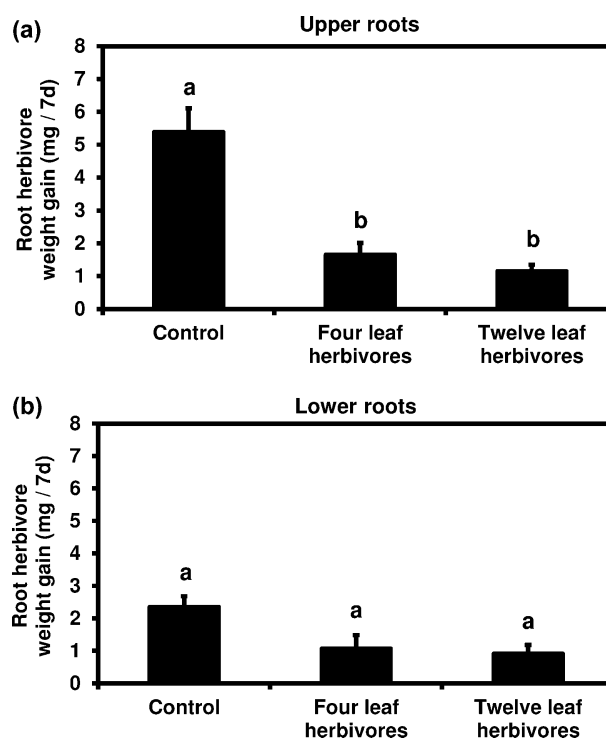 (a)
Upper roots
Root herbivore
weight gain (mg / 7d)
8
7
6
5
4
3
2
1
0
a
b
b
Control
Four leaf
herbivores
Twelve leaf
herbivores
(b)
Lower roots
Root herbivore
weight gain (mg / 7d)
8
7
6
5
4
3
2
1
0
a
a
a
Control
Four leaf
herbivores
Twelve leaf
herbivores